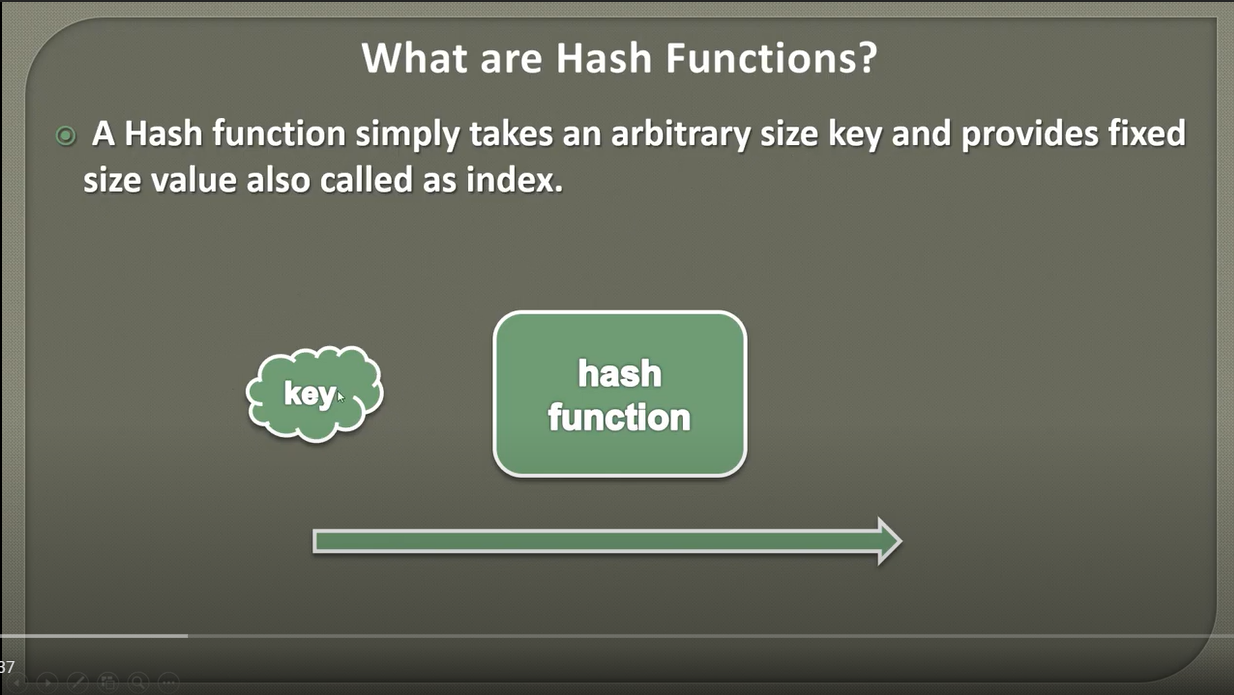 What are Hash Functions?
A Hash function simply takes an arbitrary size key and provides fixed
size value also called as index.
key
hash
function
37